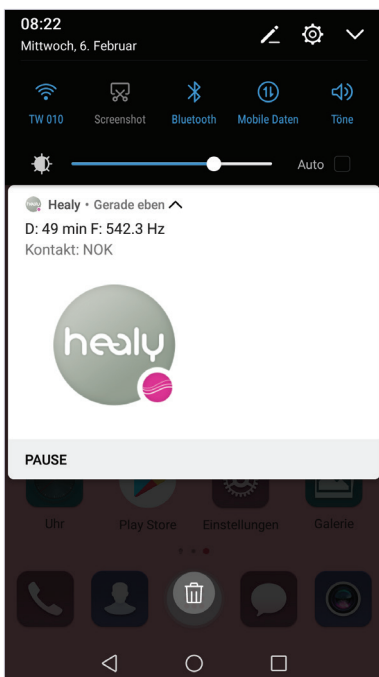 08:22
Mittwoch, 6. Februar
TW 010 Screenshot Bluetooth Mobile Daten Töne
Auto
healy Healy • Gerade eben
D: 49 min F: 542.3 Hz
Kontakt: NOK
healy
PAUSE
Uhr Play Store Einstellungen Galerie